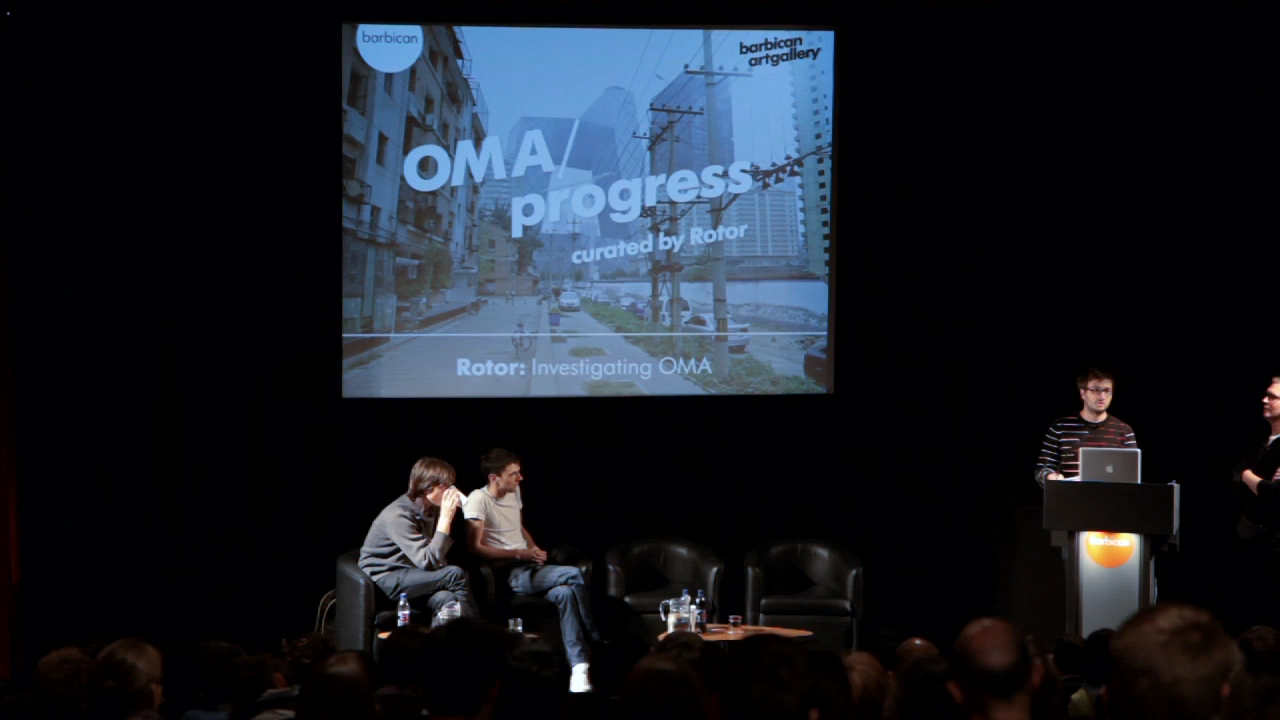 barbican
barbican
artgallery
OMA/
progress
curated by Rotor
Rotor: Investigating OMA
barbican